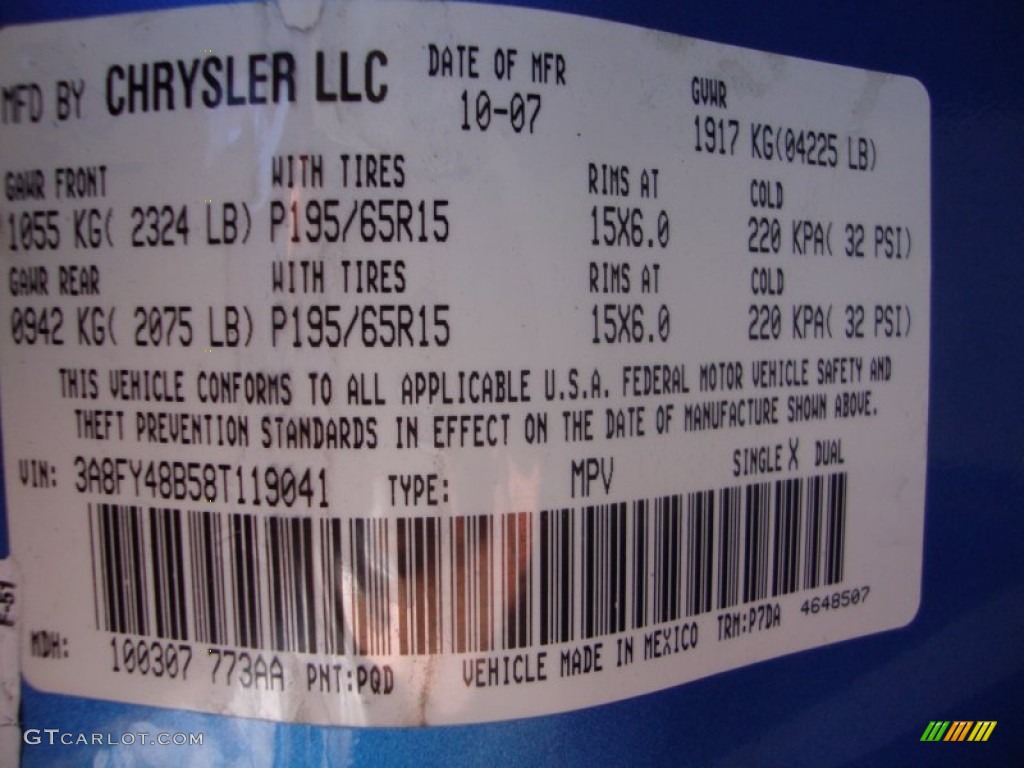 MFD BY CHRYSLER LLC DATE OF MFR
10-07
GVWR
1917 KG(04225 LB)
GAWR FRONT WITH TIRES RIMS AT COLD
1055 KG( 2324 LB) P195/65R15 15X6.0 220 KPA( 32 PSI)
GAWR REAR WITH TIRES RIMS AT COLD
0942 KG( 2075 LB) P195/65R15 15X6.0 220 KPA( 32 PSI)
THIS VEHICLE CONFORMS TO ALL APPLICABLE U.S.A. FEDERAL MOTOR VEHICLE SAFETY AND
THEFT PREVENTION STANDARDS IN EFFECT ON THE DATE OF MANUFACTURE SHOWN ABOVE.
VIN: 3A8FY48B58T119041 TYPE: MPV SINGLE X DUAL
MDH: 100307 773AA PNT:PQD VEHICLE MADE IN MEXICO TRM:P7DA 4648507
F-51
GTCARLOT.COM